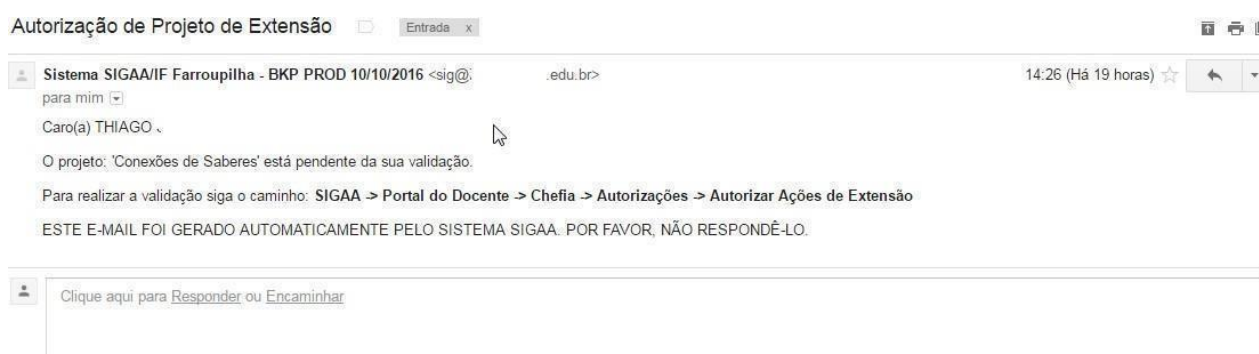 Autorização de Projeto de Extensão Entrada x
Sistema SIGAA/IF Farroupilha - BKP PROD 10/10/2016 <sig@ .edu.br> 14:26 (Há 19 horas)
para mim
Caro(a) THIAGO
O projeto: 'Conexões de Saberes' está pendente da sua validação.
Para realizar a validação siga o caminho: SIGAA -> Portal do Docente -> Chefia -> Autorizações -> Autorizar Ações de Extensão
ESTE E-MAIL FOI GERADO AUTOMATICAMENTE PELO SISTEMA SIGAA. POR FAVOR, NÃO RESPONDÊ-LO.
Clique aqui para Responder ou Encaminhar